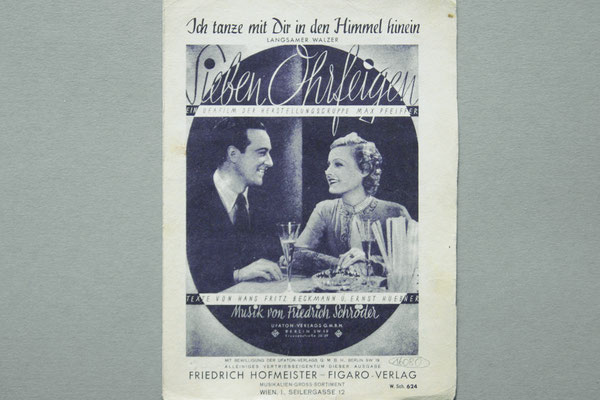 Ich tanze mit Dir in den Himmel hinein
LANGSAMER WALZER
Sieben Ohrfeigen
EIN UFAFILM DER HERSTELLUNGSGRUPPE MAX PFEIFFER
TEXTE VON HANS FRITZ BECKMANN U. ERNST HUEBNER
Musik von Friedrich Schröder
UFATON-VERLAGS G.M.B.H.
BERLIN SW 19
MIT BEWILLIGUNG DER UFATON-VERLAGS G. M. B. H., BERLIN SW 19
ALLEINIGES VERTRIEBSEIGENTUM DIESER AUSGABE
FRIEDRICH HOFMEISTER - FIGARO-VERLAG
MUSIKALIEN-GROSS-SORTIMENT
WIEN, I., SEILERGASSE 12
W. Sch. 624